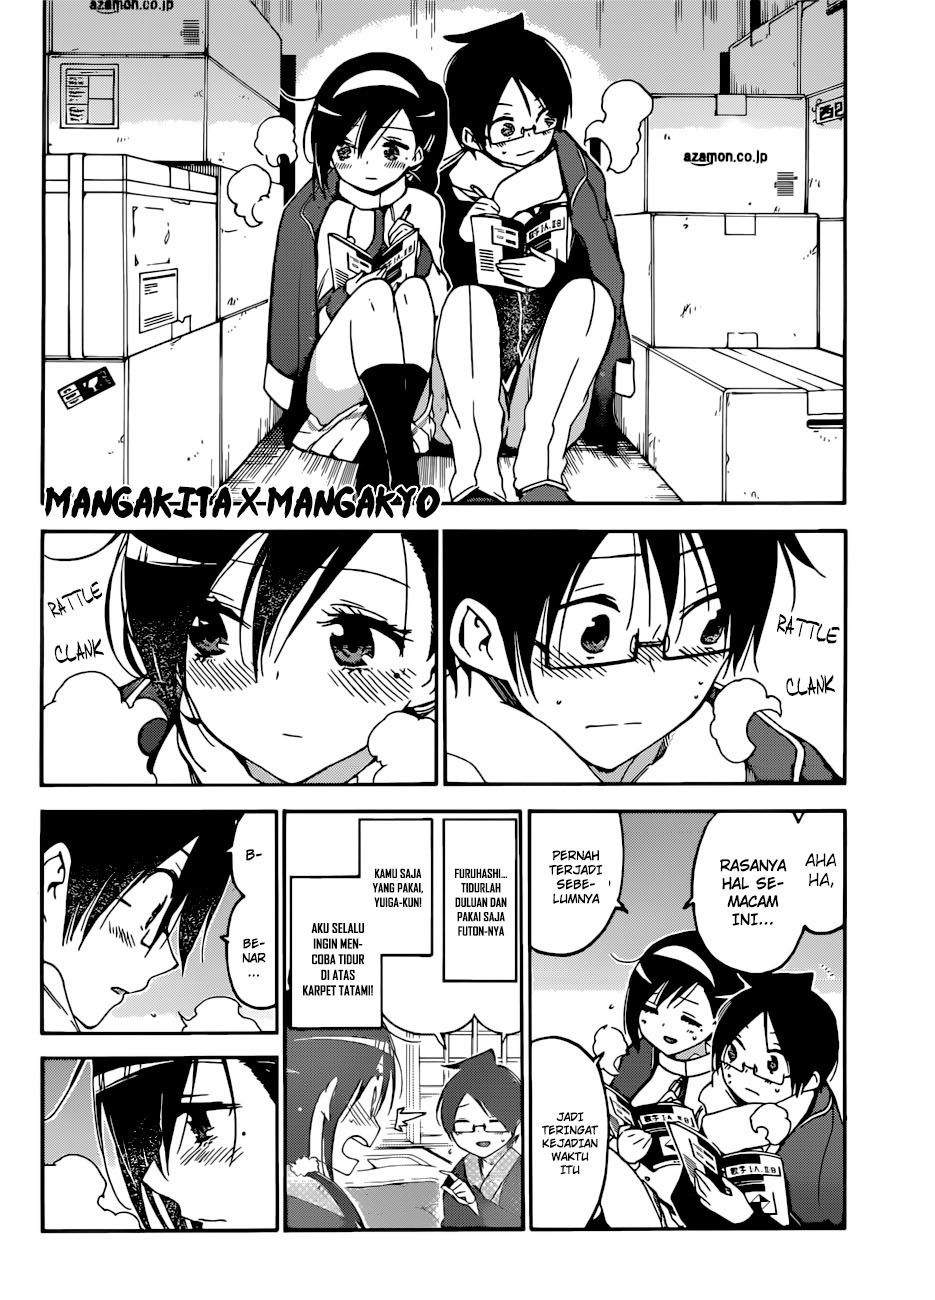 azamon.co.jp
azamon.co.jp
MANGAKITA X MANGAKYO
RATTLE
CLANK
RATTLE
CLANK
AHA
HA,
RASANYA
HAL SE-
MACAM
INI...
PERNAH
TERJADI
SEBE-
LUMNYA
JADI
TERINGAT
KEJADIAN
WAKTU
ITU
FURUHASHI...
TIDURLAH
DULUAN DAN
PAKAI SAJA
FUTON-NYA
KAMU SAJA
YANG PAKAI,
YUIGA-KUN!
AKU SELALU
INGIN MEN-
COBA TIDUR
DI ATAS
KARPET TATAMI!
B-
BENAR
...